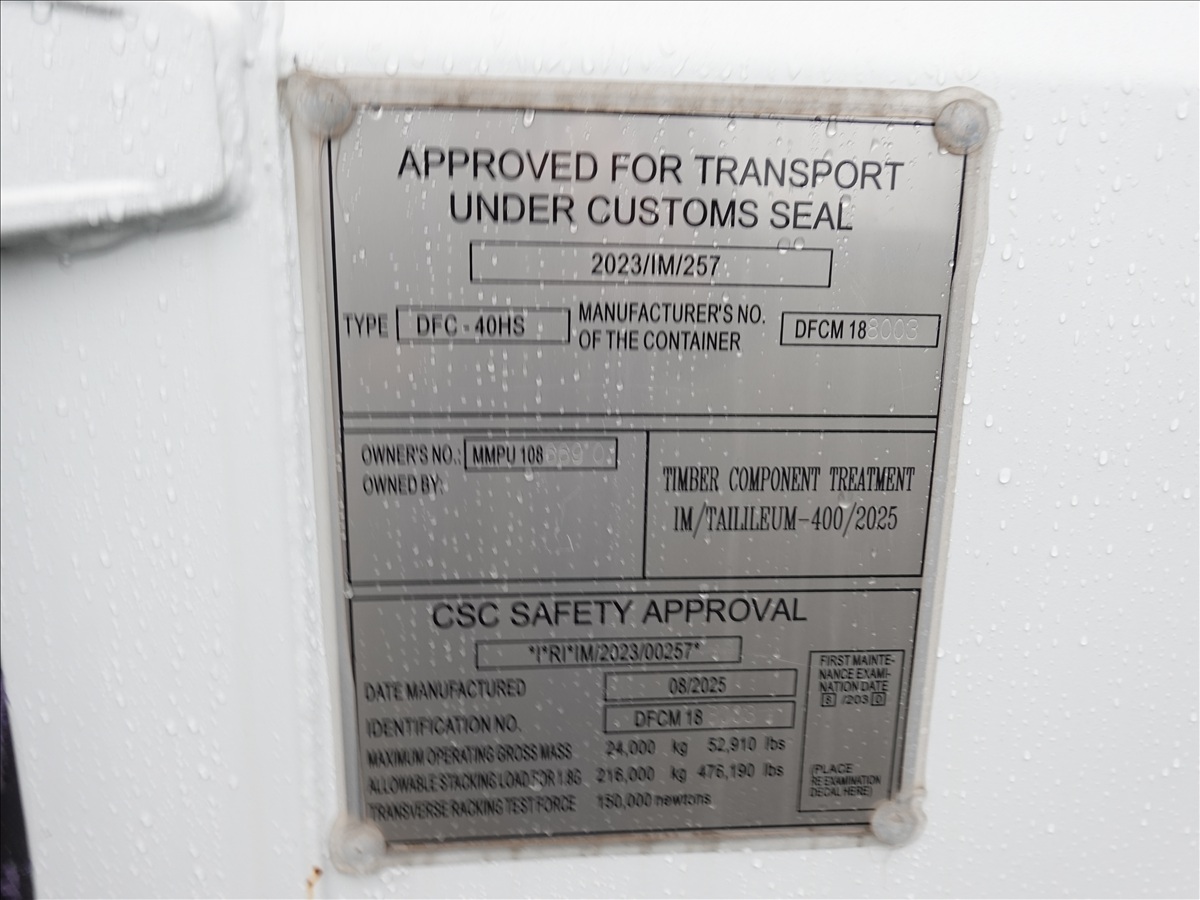 APPROVED FOR TRANSPORT
UNDER CUSTOMS SEAL
2023/IM/257
TYPE DFC - 40HS
MANUFACTURER'S NO.
OF THE CONTAINER
DFCM 188003
OWNER'S NO.: MMPU 108
OWNED BY:
TIMBER COMPONENT TREATMENT
IM/TAILILEUM-400/2025
CSC SAFETY APPROVAL
*I*RI*IM/2023/00257*
DATE MANUFACTURED 08/2025
IDENTIFICATION NO. DFCM 18
MAXIMUM OPERATING GROSS MASS 24,000 kg 52,910 lbs
ALLOWABLE STACKING LOAD FOR 1.8G 216,000 kg 476,190 lbs
TRANSVERSE RACKING TEST FORCE 150,000 newtons
FIRST MAINTE-
NANCE EXAMI-
NATION DATE
8 /203 0
(PLACE
RE EXAMINATION
DECAL HERE)